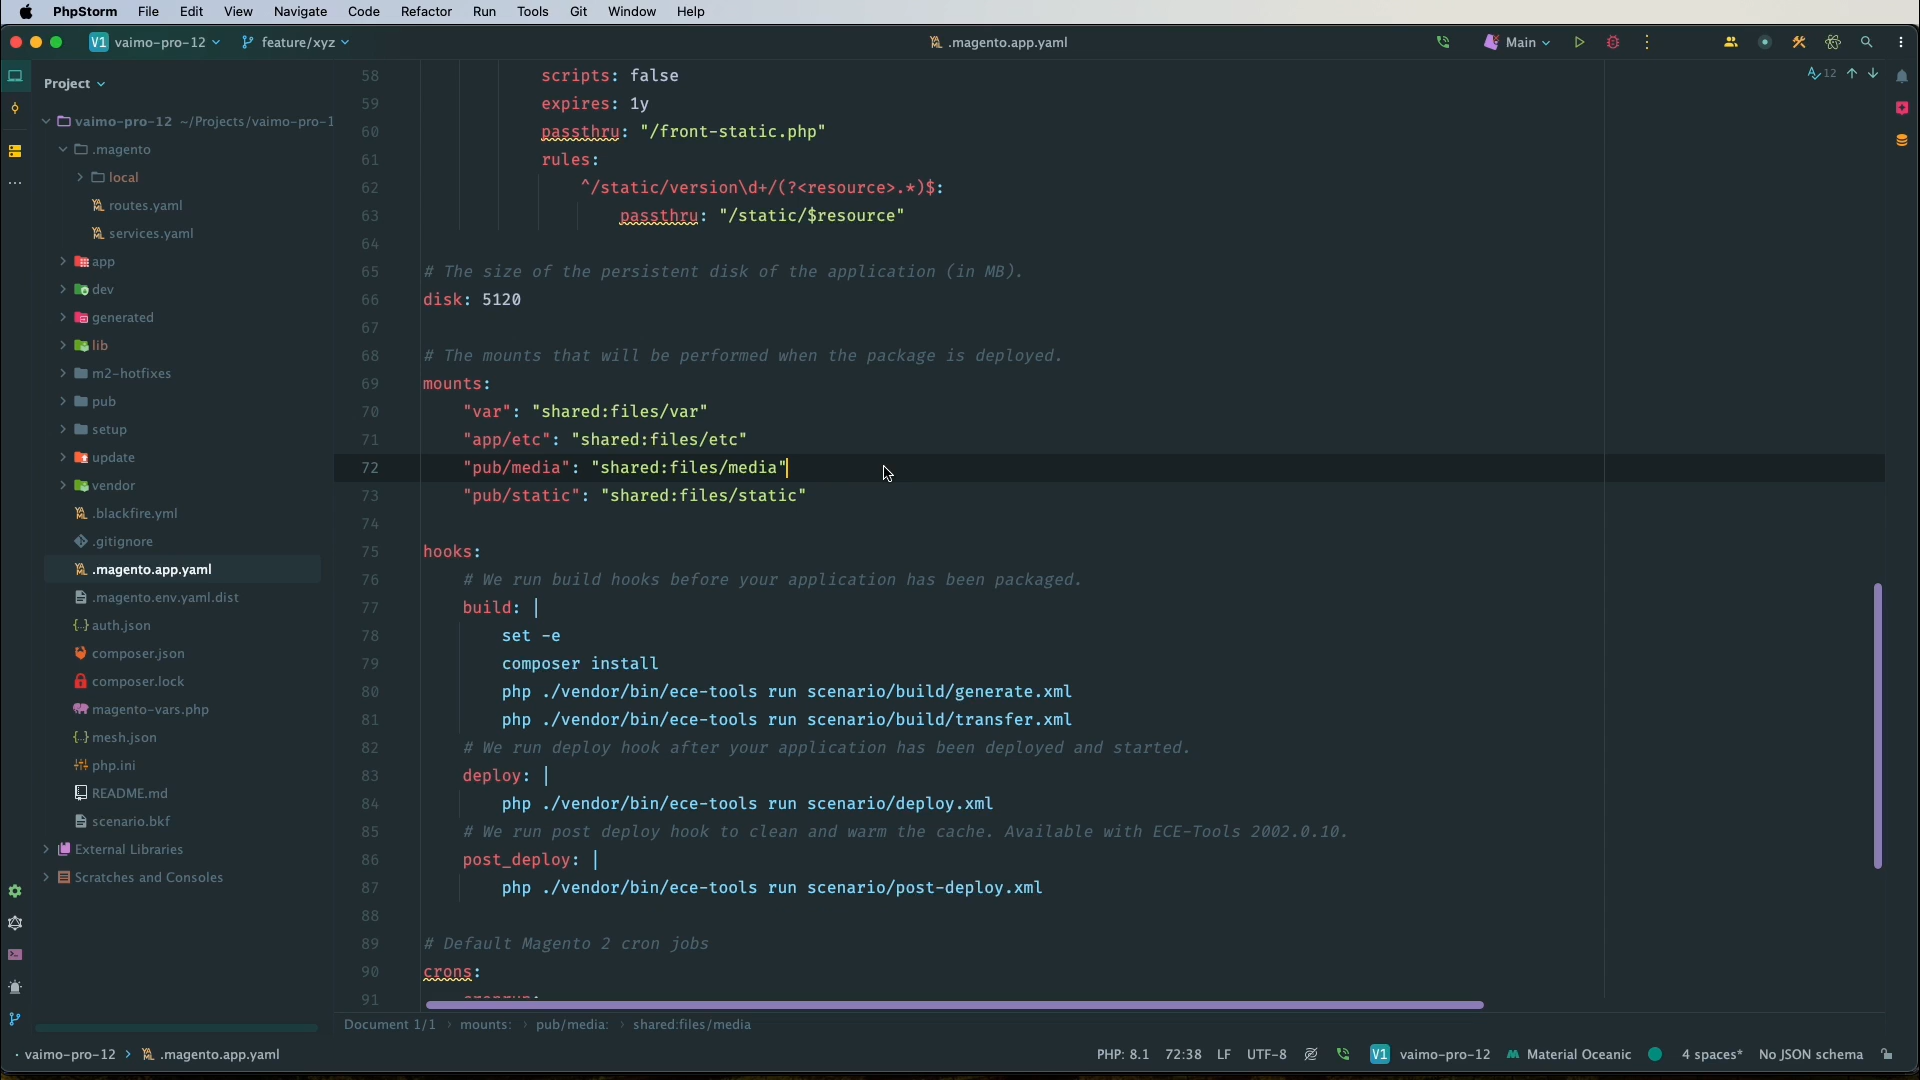 PhpStorm File Edit View Navigate Code Refactor Run Tools Git Window Help
V1 vaimo-pro-12 feature/xyz .magento.app.yaml Main
Project
12
vaimo-pro-12 ~/Projects/vaimo-pro-1
.magento
local
routes.yaml
services.yaml
app
dev
generated
lib
m2-hotfixes
pub
setup
update
vendor
.blackfire.yml
.gitignore
.magento.app.yaml
.magento.env.yaml.dist
auth.json
composer.json
composer.lock
magento-vars.php
mesh.json
php.ini
README.md
scenario.bkf
External Libraries
Scratches and Consoles
58 scripts: false
59 expires: 1y
60 passthru: "/front-static.php"
61 rules:
62 ^/static/version\d+/(?<resource>.*)$:
63 passthru: "/static/$resource"
64
65 # The size of the persistent disk of the application (in MB).
66 disk: 5120
67
68 # The mounts that will be performed when the package is deployed.
69 mounts:
70 "var": "shared:files/var"
71 "app/etc": "shared:files/etc"
72 "pub/media": "shared:files/media"
73 "pub/static": "shared:files/static"
74
75 hooks:
76 # We run build hooks before your application has been packaged.
77 build: |
78 set -e
79 composer install
80 php ./vendor/bin/ece-tools run scenario/build/generate.xml
81 php ./vendor/bin/ece-tools run scenario/build/transfer.xml
82 # We run deploy hook after your application has been deployed and started.
83 deploy: |
84 php ./vendor/bin/ece-tools run scenario/deploy.xml
85 # We run post deploy hook to clean and warm the cache. Available with ECE-Tools 2002.0.10.
86 post_deploy: |
87 php ./vendor/bin/ece-tools run scenario/post-deploy.xml
88
89 # Default Magento 2 cron jobs
90 crons:
91
Document 1/1 › mounts: › pub/media: › shared:files/media
vaimo-pro-12 › .magento.app.yaml PHP: 8.1 72:38 LF UTF-8 V1 vaimo-pro-12 Material Oceanic 4 spaces* No JSON schema